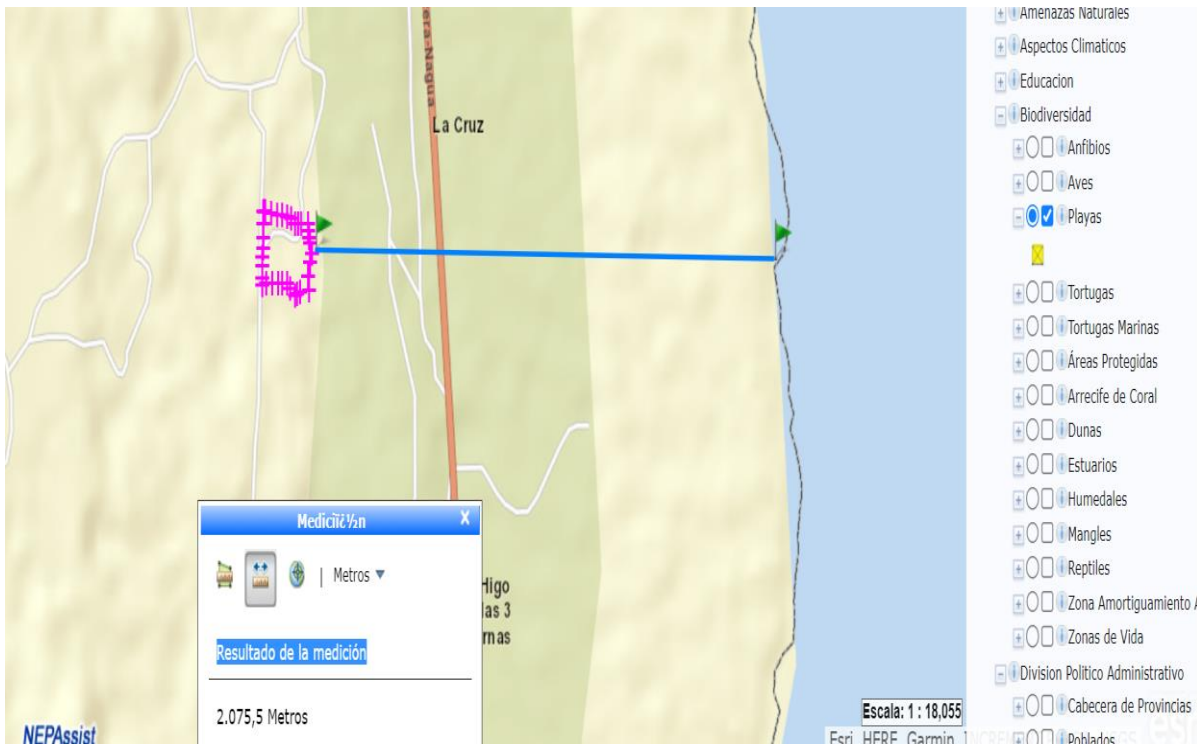 era-Nagua
La Cruz
Higo
las 3
rnas
Mediciï¿½n
X
Metros
Resultado de la medición
2.075,5 Metros
NEPAssist
Escala: 1 : 18,055
Esri, HERE, Garmin,
Amenazas Naturales
Aspectos Climaticos
Educacion
Biodiversidad
Anfibios
Aves
Playas
Tortugas
Tortugas Marinas
Áreas Protegidas
Arrecife de Coral
Dunas
Estuarios
Humedales
Mangles
Reptiles
Zona Amortiguamiento A
Zonas de Vida
Division Politico Administrativo
Cabecera de Provincias
Poblados